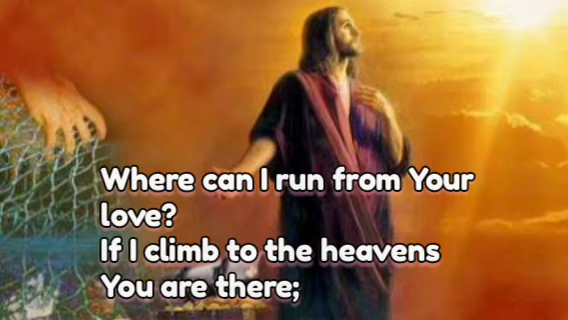 Where can I run from Your
love?
If I climb to the heavens
You are there;